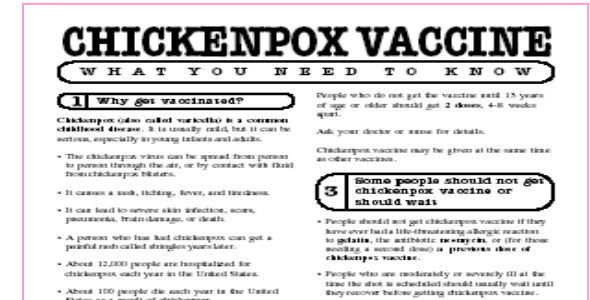 CHICKENPOX VACCINE
WHAT YOU NEED TO KNOW
1 Why get vaccinated?
Chickenpox (also called varicella) is a common
childhood disease. It is usually mild, but it can be
serious, especially in young infants and adults.
• The chickenpox virus can be spread from person
to person through the air, or by contact with fluid
from chickenpox blisters.
• It causes a rash, itching, fever, and tiredness.
• It can lead to severe skin infection, scars,
pneumonia, brain damage, or death.
• A person who has had chickenpox can get a
painful rash called shingles years later.
• About 12,000 people are hospitalized for
chickenpox each year in the United States.
• About 100 people die each year in the United
States as a result of chickenpox.
People who do not get the vaccine until 13 years
of age or older should get 2 doses, 4-8 weeks
apart.
Ask your doctor or nurse for details.
Chickenpox vaccine may be given at the same time
as other vaccines.
3 Some people should not get
chickenpox vaccine or
should wait
• People should not get chickenpox vaccine if they
have ever had a life-threatening allergic reaction
to gelatin, the antibiotic neomycin, or (for those
needing a second dose) a previous dose of
chickenpox vaccine.
• People who are moderately or severely ill at the
time the shot is scheduled should usually wait until
they recover before getting chickenpox vaccine.